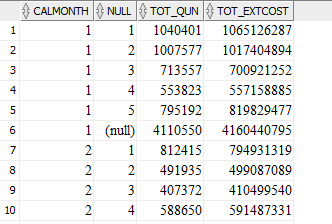 CALMONTH NULL TOT_QUN TOT_EXTCOST
1 1 1 1040401 1065126287
2 1 2 1007577 1017404894
3 1 3 713557 700921252
4 1 4 553823 557158885
5 1 5 795192 819829477
6 1 (null) 4110550 4160440795
7 2 1 812415 794931319
8 2 2 491935 499087089
9 2 3 407372 410499540
10 2 4 588650 591487331